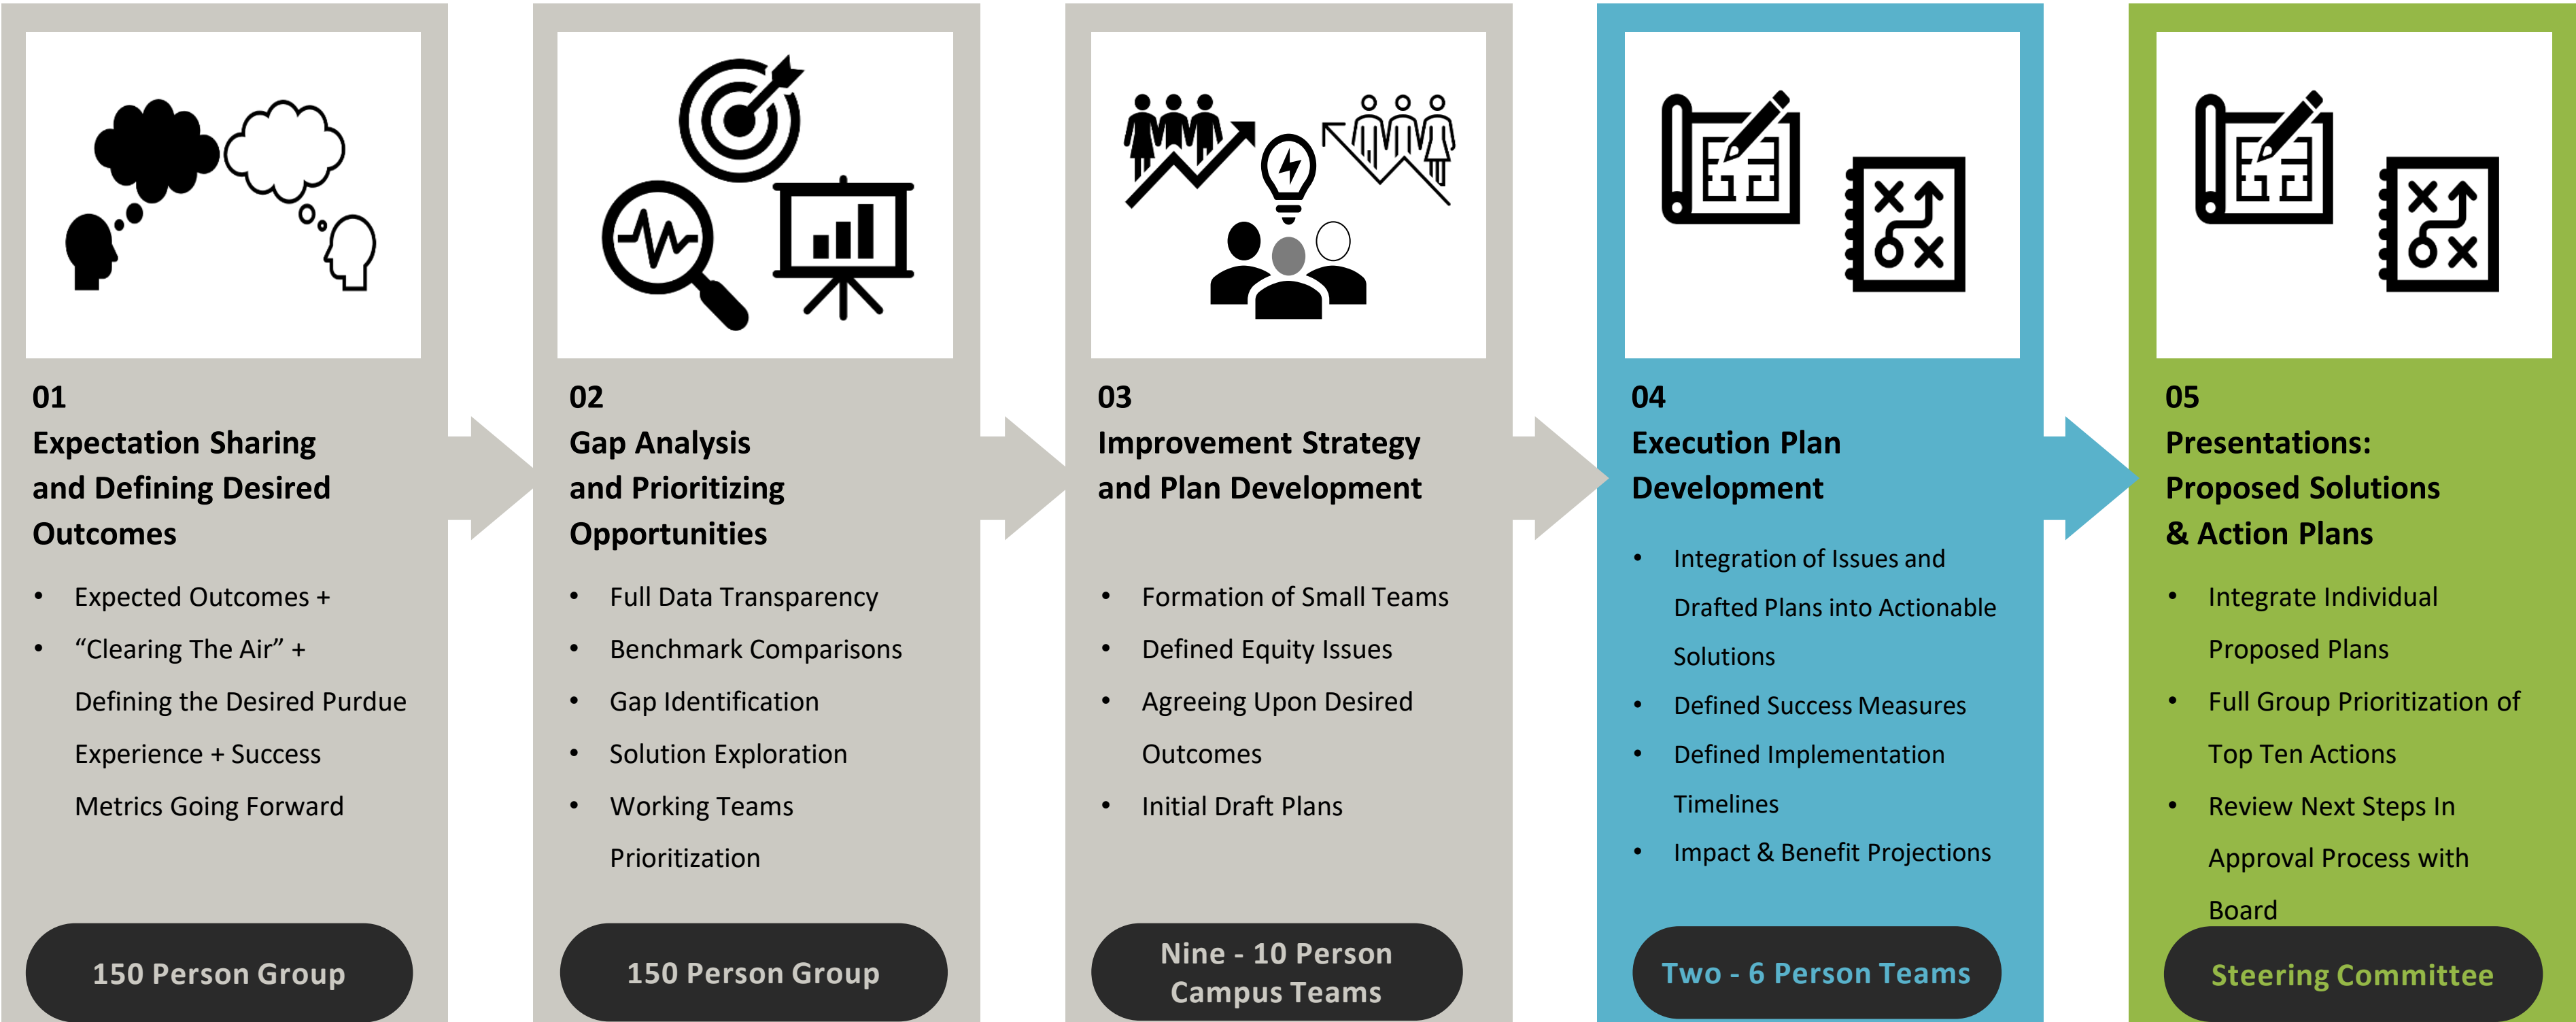 01
Expectation Sharing
and Defining Desired
Outcomes
• Expected Outcomes +
• “Clearing The Air” +
Defining the Desired Purdue
Experience + Success
Metrics Going Forward
150 Person Group
02
Gap Analysis
and Prioritizing
Opportunities
• Full Data Transparency
• Benchmark Comparisons
• Gap Identification
• Solution Exploration
• Working Teams
Prioritization
150 Person Group
03
Improvement Strategy
and Plan Development
• Formation of Small Teams
• Defined Equity Issues
• Agreeing Upon Desired
Outcomes
• Initial Draft Plans
Nine - 10 Person
Campus Teams
04
Execution Plan
Development
• Integration of Issues and
Drafted Plans into Actionable
Solutions
• Defined Success Measures
• Defined Implementation
Timelines
• Impact & Benefit Projections
Two - 6 Person Teams
05
Presentations:
Proposed Solutions
& Action Plans
• Integrate Individual
Proposed Plans
• Full Group Prioritization of
Top Ten Actions
• Review Next Steps In
Approval Process with
Board
Steering Committee